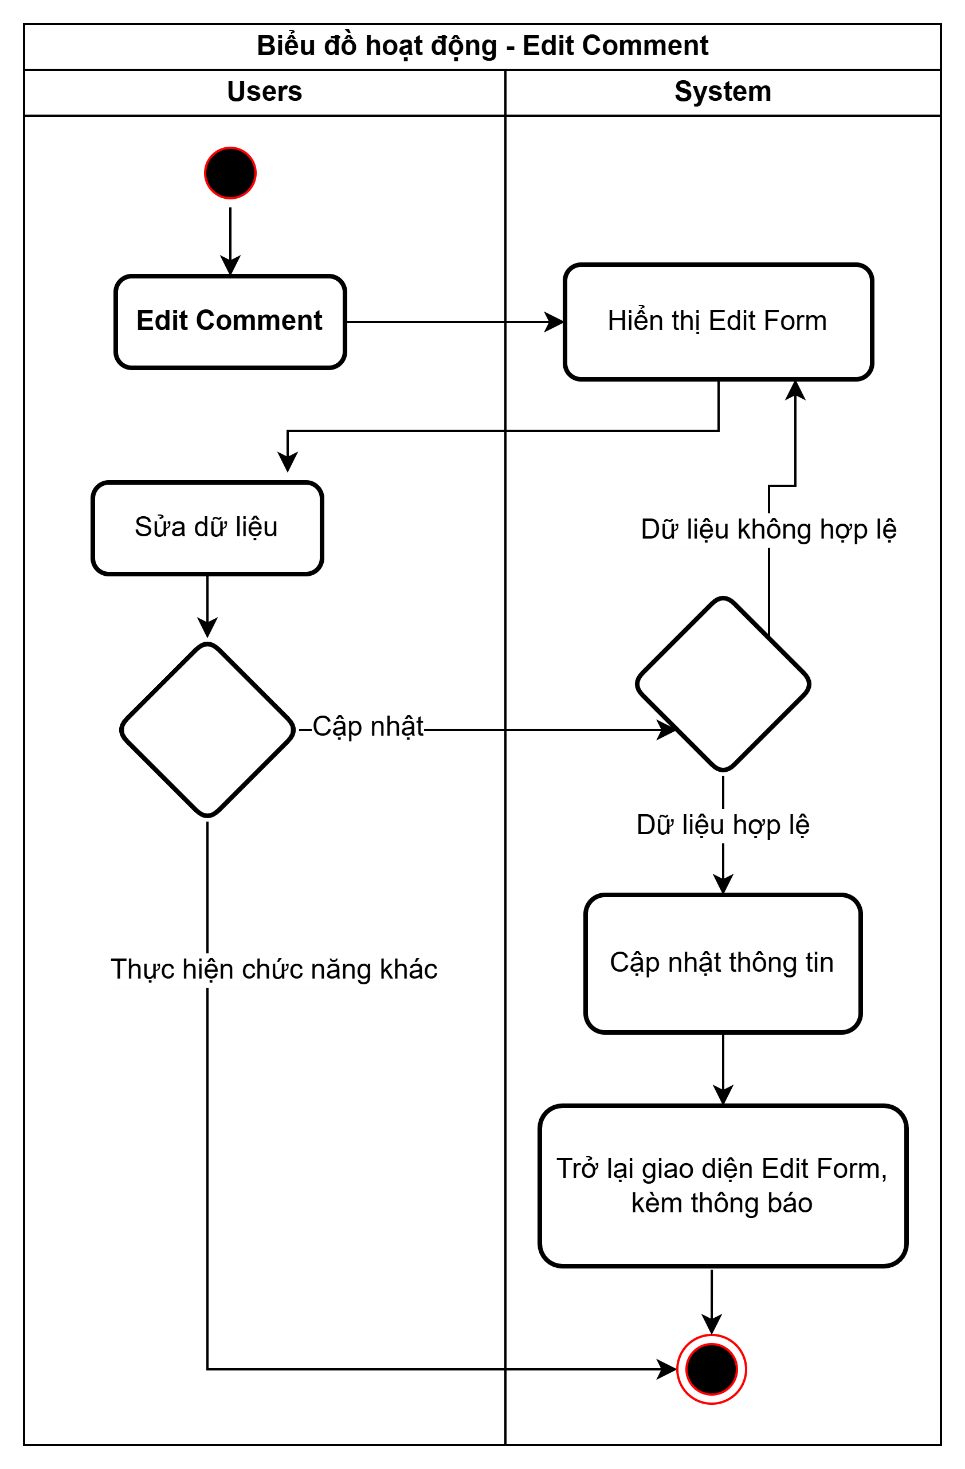 Biểu đồ hoạt động - Edit Comment
Users
System
Edit Comment
Hiển thị Edit Form
Sửa dữ liệu
Dữ liệu không hợp lệ
Cập nhật
Dữ liệu hợp lệ
Thực hiện chức năng khác
Cập nhật thông tin
Trở lại giao diện Edit Form,
kèm thông báo